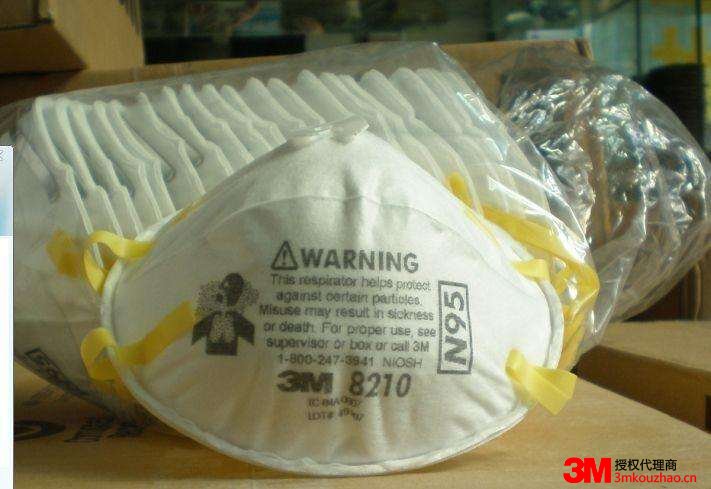 WARNING
This respirator helps protect
against certain particles.
Misuse may result in sickness
or death. For proper use, see
supervisor or box or call 3M
1-800-247-3941 NIOSH
3M 8210
N95
LOT#
3M 授权代理商
3mkouzhao.cn